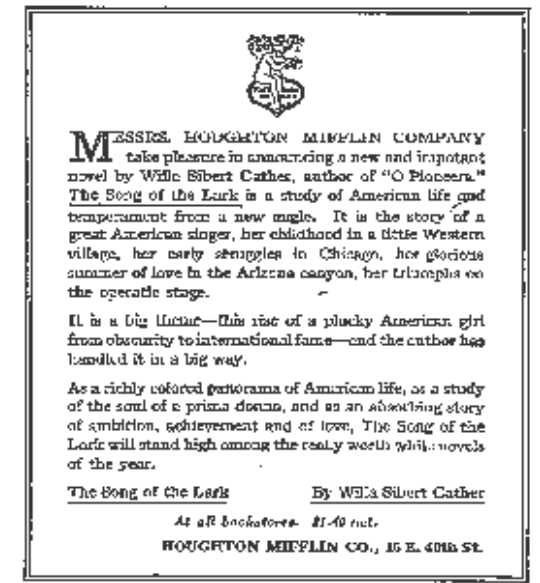 MESSRS. HOUGHTON MIFFLIN COMPANY
take pleasure in announcing a new and important
novel by Willa Sibert Cather, author of "O Pioneers."
The Song of the Lark is a study of American life and
temperament from a new angle. It is the story of a
great American singer, her childhood in a little Western
village, her early struggles in Chicago, her glorious
summer of love in the Arizona canyon, her triumphs on
the operatic stage.
It is a big theme—this rise of a plucky American girl
from obscurity to international fame—and the author has
handled it in a big way.
As a richly colored panorama of American life, as a study
of the soul of a prima donna, and as an absorbing story
of ambition, achievement and of love, The Song of the
Lark will stand high among the really worth while novels
of the year.
The Song of the Lark By Willa Sibert Cather
At all bookstores. $1.40 net.
HOUGHTON MIFFLIN CO., 16 E. 40th St.